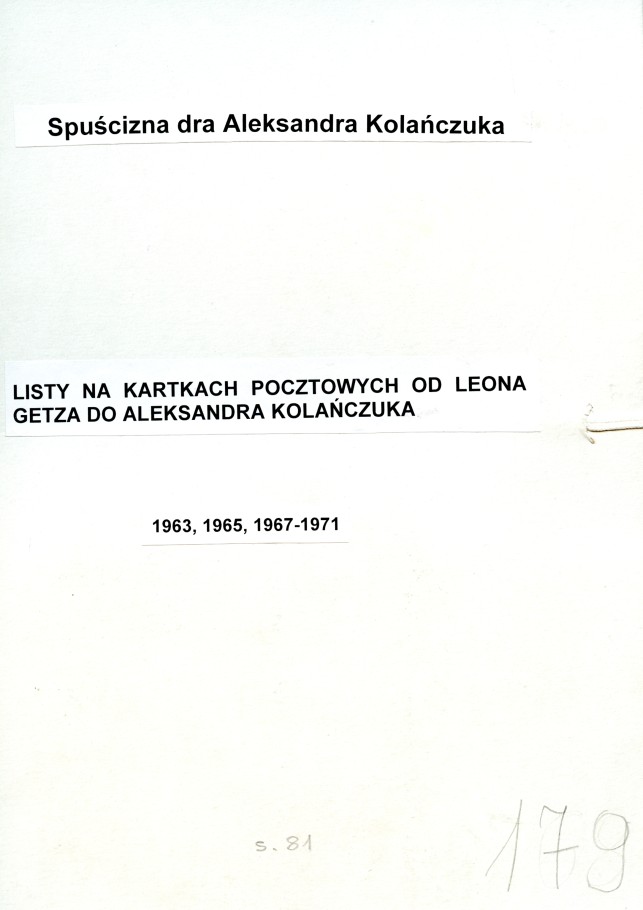 Spuścizna dra Aleksandra Kolańczuka
LISTY NA KARTKACH POCZTOWYCH OD LEONA
GETZA DO ALEKSANDRA KOLAŃCZUKA
1963, 1965, 1967-1971
s. 81
179